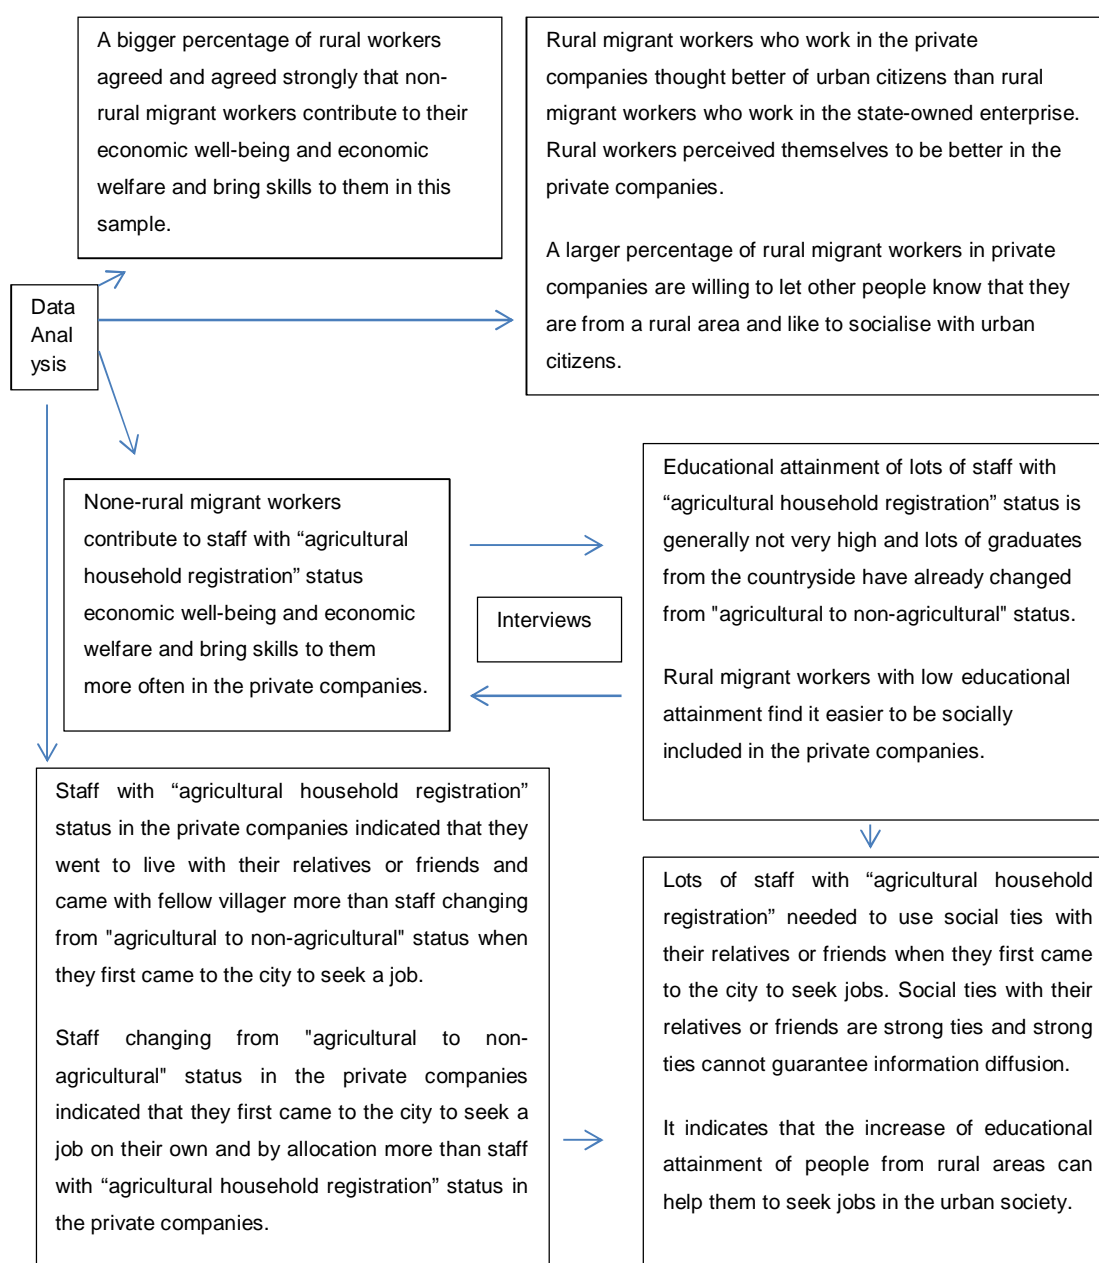 A bigger percentage of rural workers
agreed and agreed strongly that non-
rural migrant workers contribute to their
economic well-being and economic
welfare and bring skills to them in this
sample.
Rural migrant workers who work in the private
companies thought better of urban citizens than rural
migrant workers who work in the state-owned enterprise.
Rural workers perceived themselves to be better in the
private companies.
A larger percentage of rural migrant workers in private
companies are willing to let other people know that they
are from a rural area and like to socialise with urban
citizens.
Data
Anal
ysis
None-rural migrant workers
contribute to staff with “agricultural
household registration” status
economic well-being and economic
welfare and bring skills to them
more often in the private companies.
Interviews
Educational attainment of lots of staff with
“agricultural household registration” status is
generally not very high and lots of graduates
from the countryside have already changed
from "agricultural to non-agricultural" status.
Rural migrant workers with low educational
attainment find it easier to be socially
included in the private companies.
Staff with “agricultural household registration”
status in the private companies indicated that they
went to live with their relatives or friends and
came with fellow villager more than staff changing
from "agricultural to non-agricultural" status when
they first came to the city to seek a job.
Staff changing from "agricultural to non-
agricultural" status in the private companies
indicated that they first came to the city to seek a
job on their own and by allocation more than staff
with “agricultural household registration” status in
the private companies.
Lots of staff with “agricultural household
registration” needed to use social ties with
their relatives or friends when they first came
to the city to seek jobs. Social ties with their
relatives or friends are strong ties and strong
ties cannot guarantee information diffusion.
It indicates that the increase of educational
attainment of people from rural areas can
help them to seek jobs in the urban society.